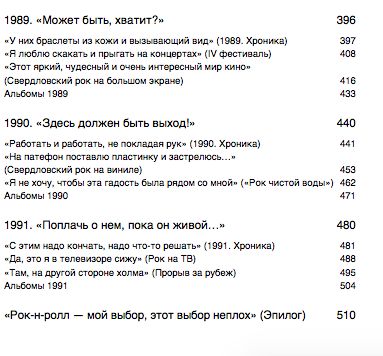 1989. «Может быть, хватит?» 396
«У них браслеты из кожи и вызывающий вид» (1989. Хроника) 397
«Я люблю скакать и прыгать на концертах» (IV фестиваль) 408
«Этот яркий, чудесный и очень интересный мир кино»
(Свердловский рок на большом экране) 416
Альбомы 1989 433
1990. «Здесь должен быть выход!» 440
«Работать и работать, не покладая рук» (1990. Хроника) 441
«На патефон поставлю пластинку и застрелюсь…»
(Свердловский рок на виниле) 453
«Я не хочу, чтобы эта гадость была рядом со мной» («Рок чистой воды») 462
Альбомы 1990 471
1991. «Поплачь о нем, пока он живой…» 480
«С этим надо кончать, надо что-то решать» (1991. Хроника) 481
«Да, это я в телевизоре сижу» (Рок на ТВ) 488
«Там, на другой стороне холма» (Прорыв за рубеж) 495
Альбомы 1991 504
«Рок-н-ролл — мой выбор, этот выбор неплох» (Эпилог) 510